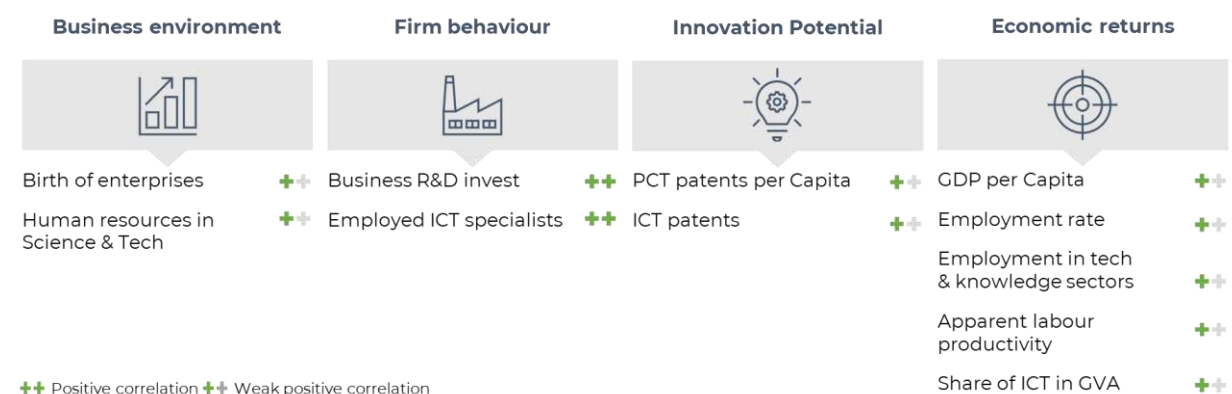 Business environment
Firm behaviour
Innovation Potential
Economic returns
Birth of enterprises
Human resources in
Science & Tech
Business R&D invest
Employed ICT specialists
PCT patents per Capita
ICT patents
GDP per Capita
Employment rate
Employment in tech
& knowledge sectors
Apparent labour
productivity
Share of ICT in GVA
++ Positive correlation ++ Weak positive correlation